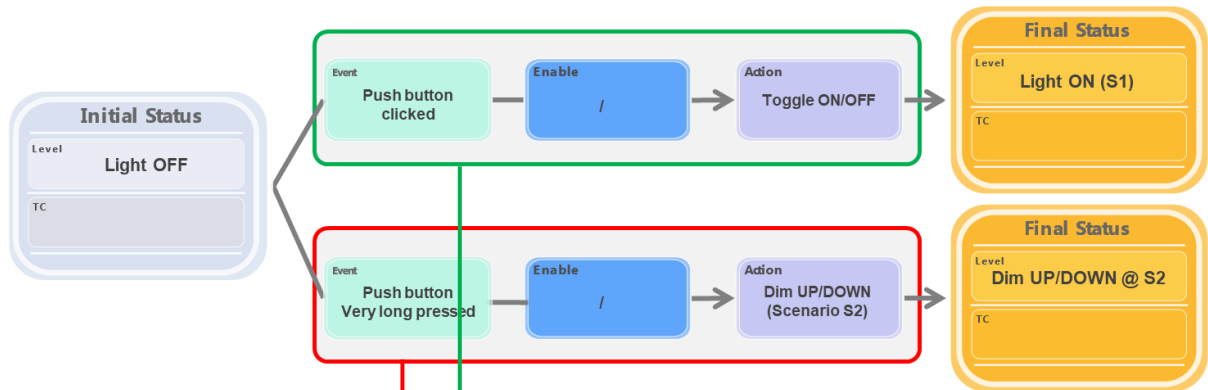 Initial Status
Level
Light OFF
TC
Event
Push button
clicked
Enable
/
Action
Toggle ON/OFF
Final Status
Level
Light ON (S1)
TC
Event
Push button
Very long pressed
Enable
/
Action
Dim UP/DOWN
(Scenario S2)
Final Status
Level
Dim UP/DOWN @ S2
TC